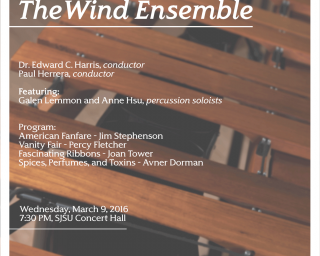 The Wind Ensemble
Dr. Edward C. Harris, conductor
Paul Herrera, conductor
Featuring:
Galen Lemmon and Anne Hsu, percussion soloists
Program:
American Fanfare - Jim Stephenson
Vanity Fair - Percy Fletcher
Fascinating Ribbons - Joan Tower
Spices, Perfumes, and Toxins - Avner Dorman
Wednesday, March 9, 2016
7:30 PM, SJSU Concert Hall